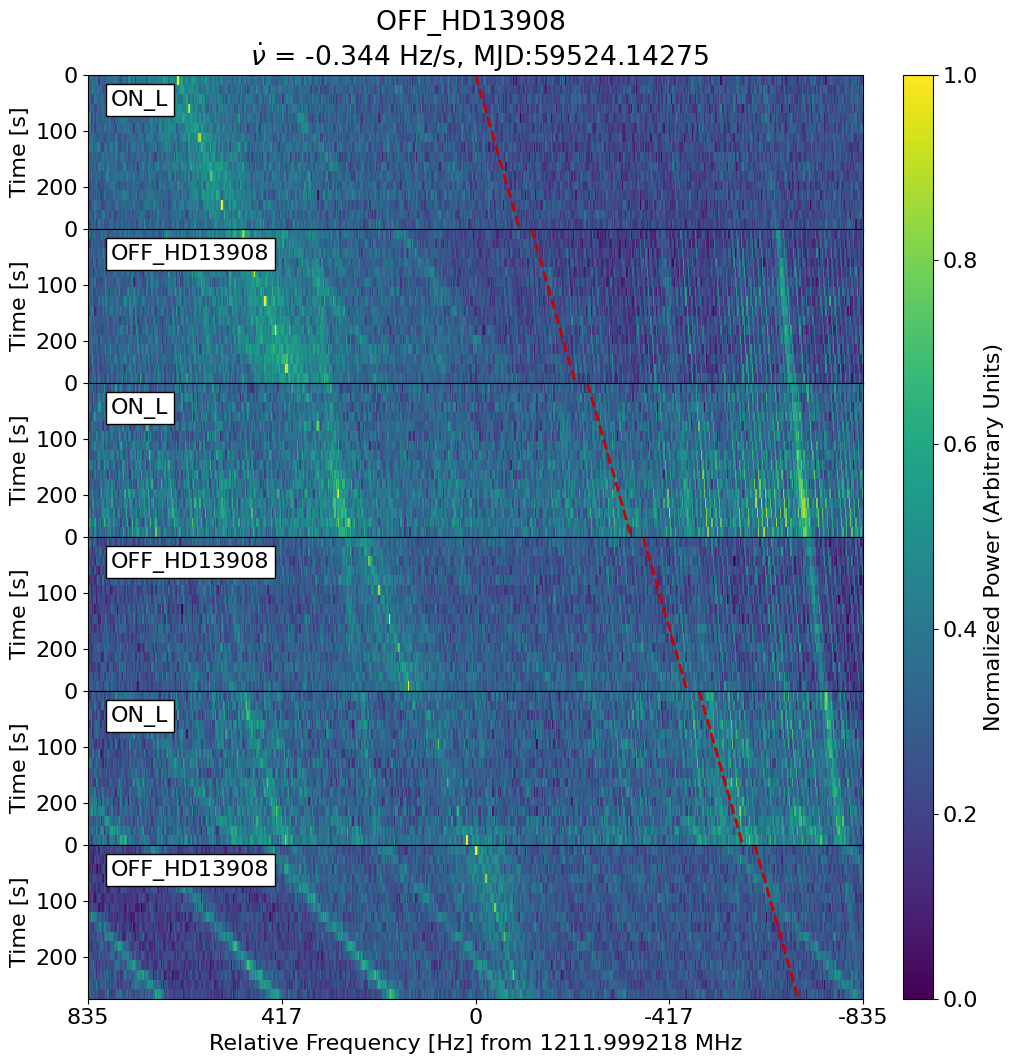 OFF_HD13908
ν̇ = -0.344 Hz/s, MJD:59524.14275
0
100
200
Time [s]
ON_L
0
100
200
Time [s]
OFF_HD13908
0
100
200
Time [s]
ON_L
0
100
200
Time [s]
OFF_HD13908
0
100
200
Time [s]
ON_L
0
100
200
Time [s]
OFF_HD13908
835 417 0 -417 -835
Relative Frequency [Hz] from 1211.999218 MHz
1.0
0.8
0.6
0.4
0.2
0.0
Normalized Power (Arbitrary Units)